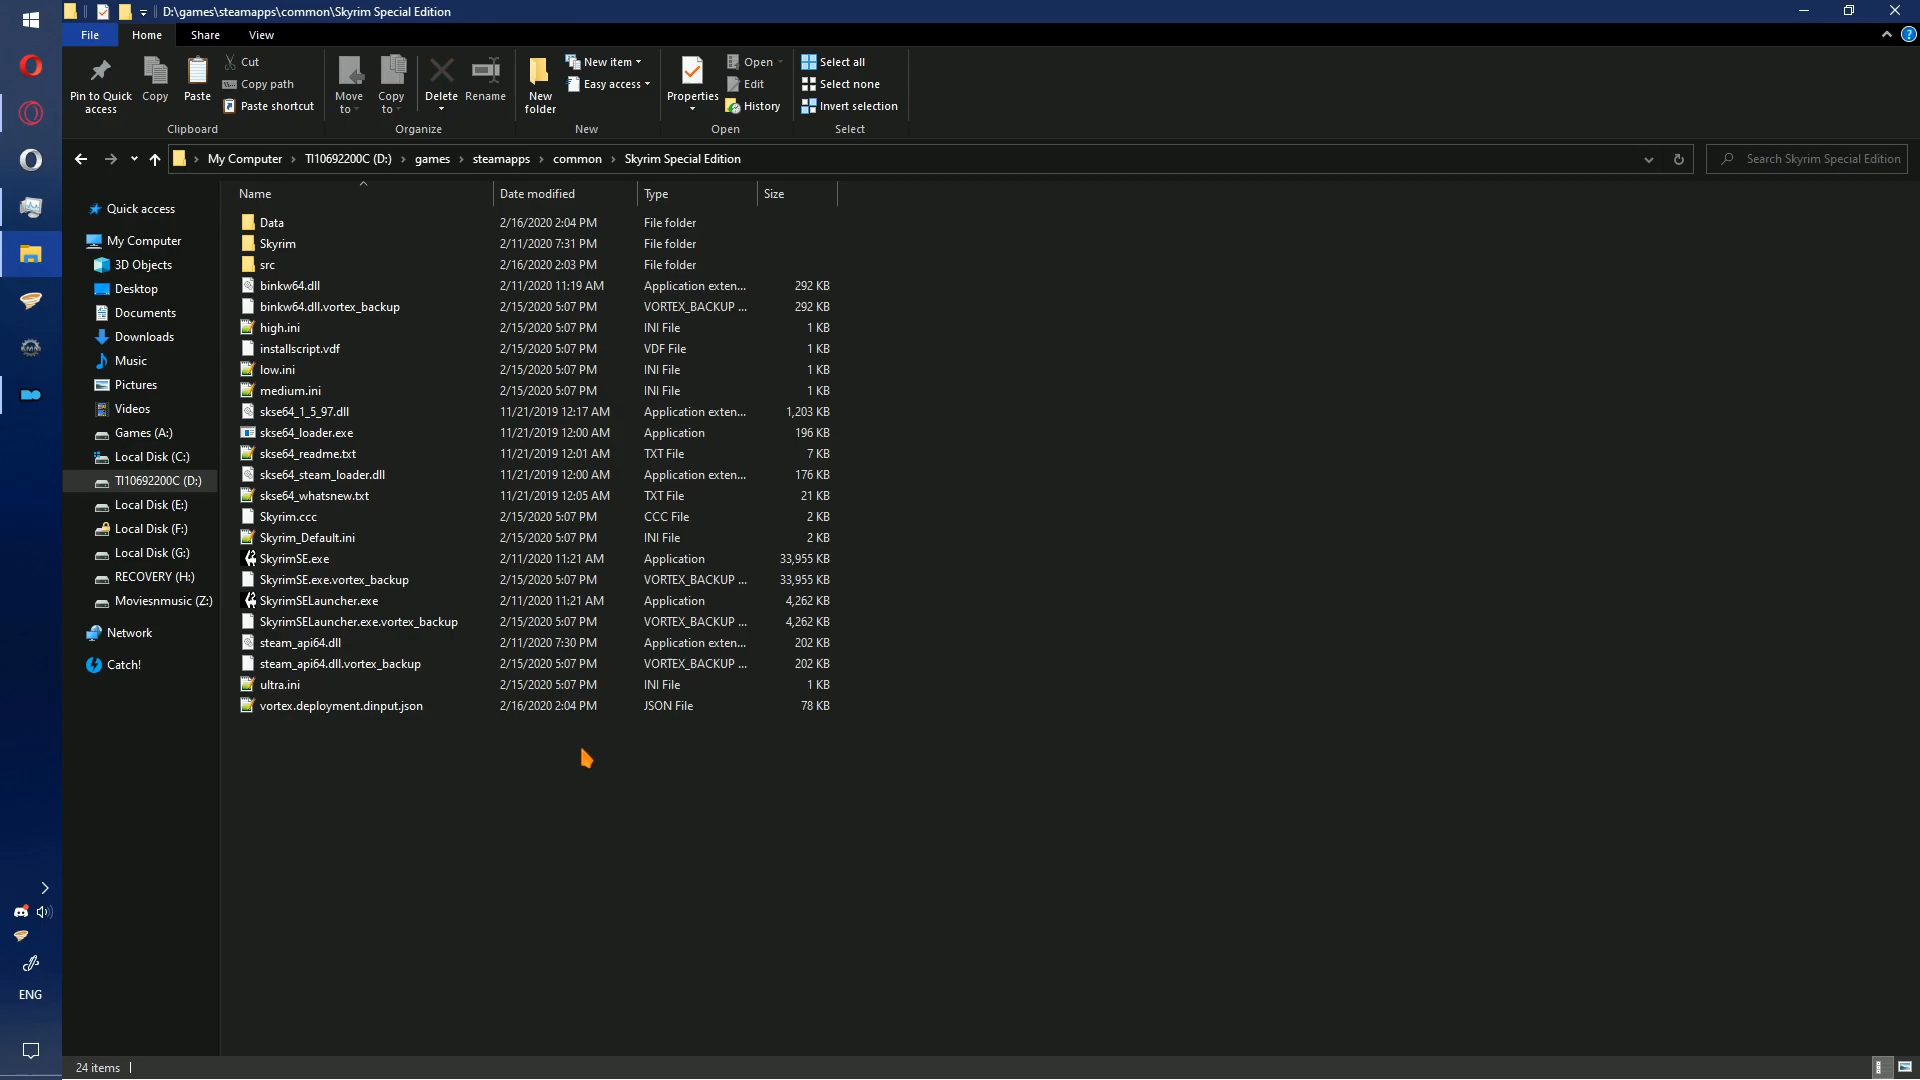 D:\games\steamapps\common\Skyrim Special Edition
File
Home
Share
View
Pin to Quick access
Copy
Paste
Cut
Copy path
Paste shortcut
Clipboard
Move to
Copy to
Delete
Rename
Organize
New folder
New item
Easy access
New
Properties
Open
Edit
History
Open
Select all
Select none
Invert selection
Select
My Computer > TI10692200C (D:) > games > steamapps > common > Skyrim Special Edition
Search Skyrim Special Edition
Quick access
My Computer
3D Objects
Desktop
Documents
Downloads
Music
Pictures
Videos
Games (A:)
Local Disk (C:)
TI10692200C (D:)
Local Disk (E:)
Local Disk (F:)
Local Disk (G:)
RECOVERY (H:)
Moviesnmusic (Z:)
Network
Catch!
Name Date modified Type Size
Data 2/16/2020 2:04 PM File folder
Skyrim 2/11/2020 7:31 PM File folder
src 2/16/2020 2:03 PM File folder
binkw64.dll 2/11/2020 11:19 AM Application exten... 292 KB
binkw64.dll.vortex_backup 2/15/2020 5:07 PM VORTEX_BACKUP ... 292 KB
high.ini 2/15/2020 5:07 PM INI File 1 KB
installscript.vdf 2/15/2020 5:07 PM VDF File 1 KB
low.ini 2/15/2020 5:07 PM INI File 1 KB
medium.ini 2/15/2020 5:07 PM INI File 1 KB
skse64_1_5_97.dll 11/21/2019 12:17 AM Application exten... 1,203 KB
skse64_loader.exe 11/21/2019 12:00 AM Application 196 KB
skse64_readme.txt 11/21/2019 12:01 AM TXT File 7 KB
skse64_steam_loader.dll 11/21/2019 12:00 AM Application exten... 176 KB
skse64_whatsnew.txt 11/21/2019 12:05 AM TXT File 21 KB
Skyrim.ccc 2/15/2020 5:07 PM CCC File 2 KB
Skyrim_Default.ini 2/15/2020 5:07 PM INI File 2 KB
SkyrimSE.exe 2/11/2020 11:21 AM Application 33,955 KB
SkyrimSE.exe.vortex_backup 2/15/2020 5:07 PM VORTEX_BACKUP ... 33,955 KB
SkyrimSELauncher.exe 2/11/2020 11:21 AM Application 4,262 KB
SkyrimSELauncher.exe.vortex_backup 2/15/2020 5:07 PM VORTEX_BACKUP ... 4,262 KB
steam_api64.dll 2/11/2020 7:30 PM Application exten... 202 KB
steam_api64.dll.vortex_backup 2/15/2020 5:07 PM VORTEX_BACKUP ... 202 KB
ultra.ini 2/15/2020 5:07 PM INI File 1 KB
vortex.deployment.dinput.json 2/16/2020 2:04 PM JSON File 78 KB
ENG
24 items